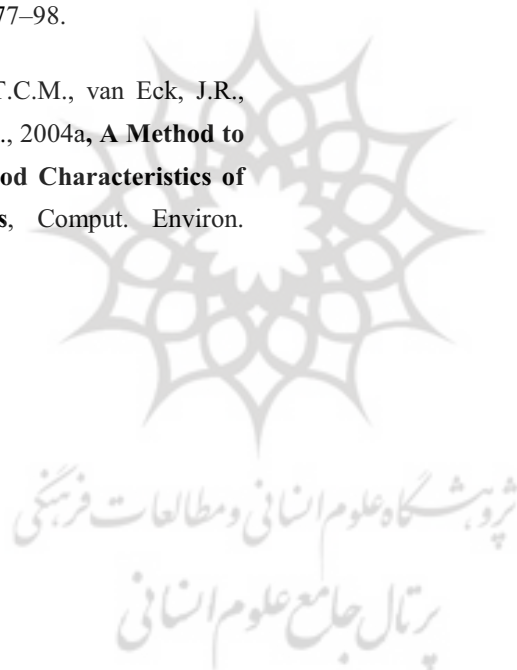 77–98.
T.C.M., van Eck, J.R.,
., 2004a, A Method to
od Characteristics of
s, Comput. Environ.
پژوهشگاه علوم انسانی و مطالعات فرهنگی
پرتال جامع علوم انسانی